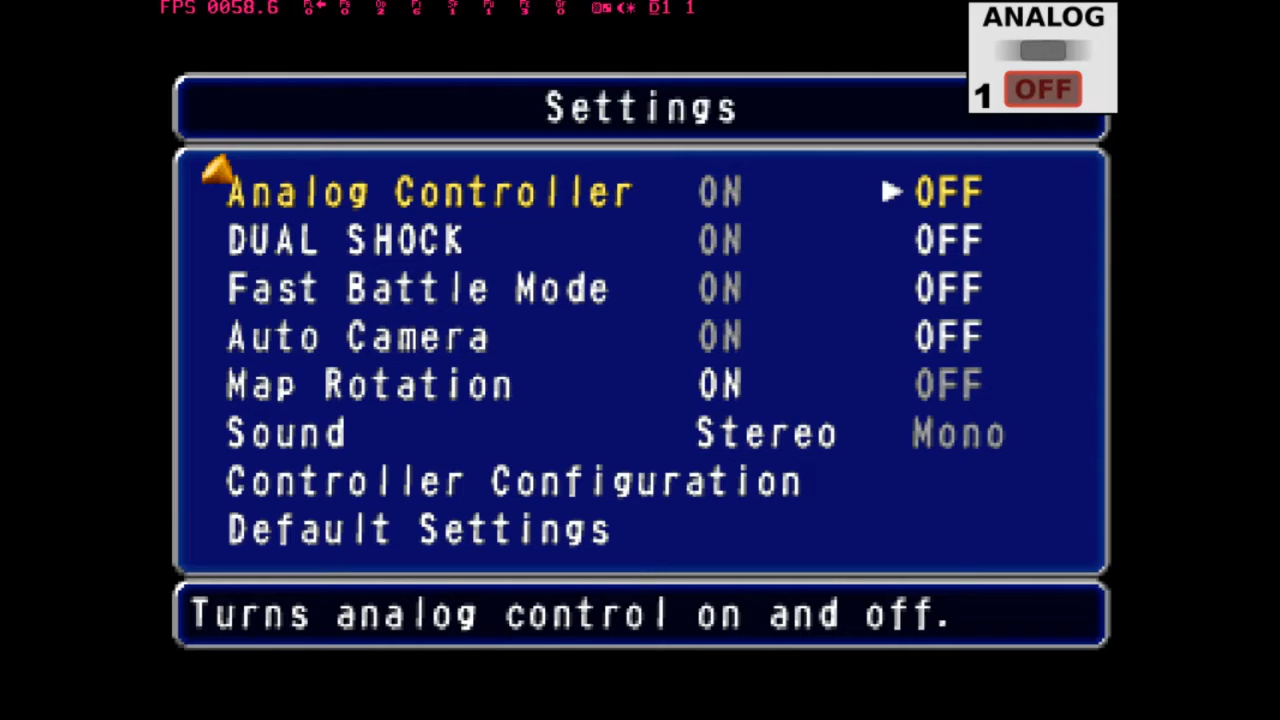 FPS 0058.6
ANALOG
1 OFF
Settings
Analog Controller ON OFF
DUAL SHOCK ON OFF
Fast Battle Mode ON OFF
Auto Camera ON OFF
Map Rotation ON OFF
Sound Stereo Mono
Controller Configuration
Default Settings
Turns analog control on and off.